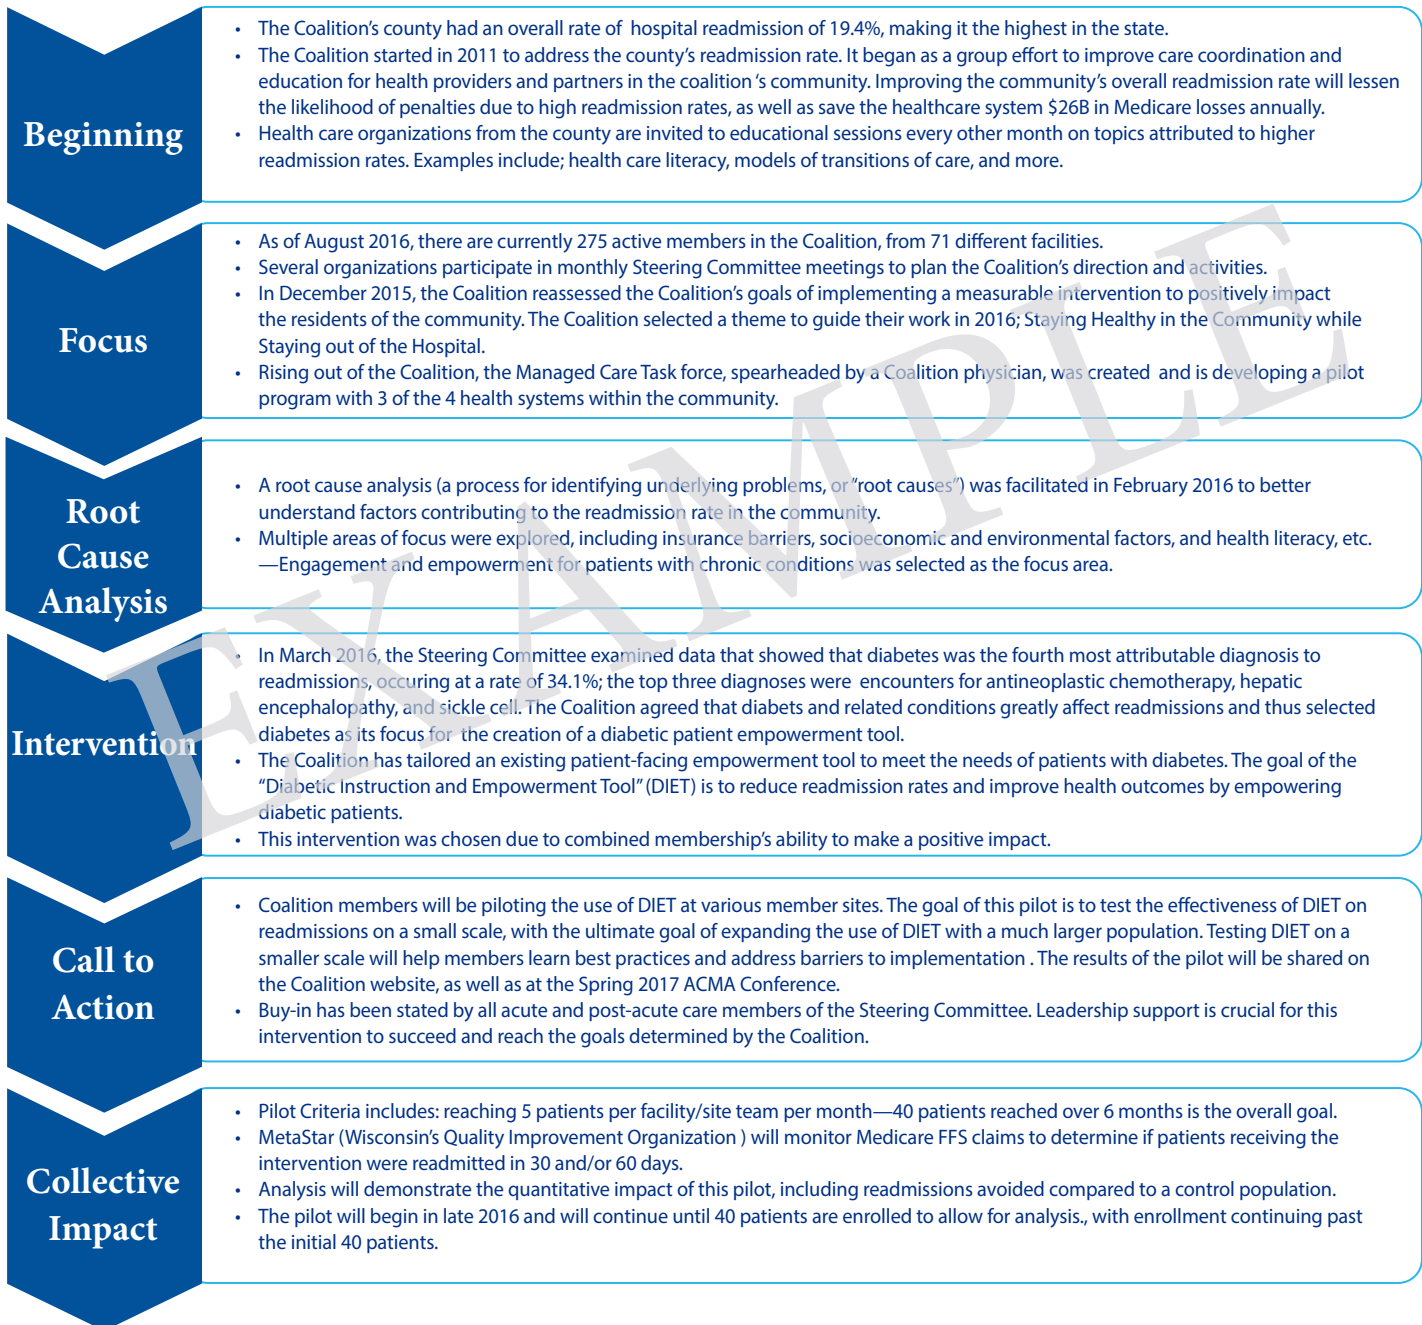 Beginning
• The Coalition's county had an overall rate of hospital readmission of 19.4%, making it the highest in the state.
• The Coalition started in 2011 to address the county's readmission rate. It began as a group effort to improve care coordination and
education for health providers and partners in the coalition 's community. Improving the community's overall readmission rate will lessen
the likelihood of penalties due to high readmission rates, as well as save the healthcare system $26B in Medicare losses annually.
• Health care organizations from the county are invited to educational sessions every other month on topics attributed to higher
readmission rates. Examples include; health care literacy, models of transitions of care, and more.
Focus
• As of August 2016, there are currently 275 active members in the Coalition, from 71 different facilities.
• Several organizations participate in monthly Steering Committee meetings to plan the Coalition's direction and activities.
• In December 2015, the Coalition reassessed the Coalition's goals of implementing a measurable intervention to positively impact
the residents of the community. The Coalition selected a theme to guide their work in 2016; Staying Healthy in the Community while
Staying out of the Hospital.
• Rising out of the Coalition, the Managed Care Task force, spearheaded by a Coalition physician, was created and is developing a pilot
program with 3 of the 4 health systems within the community.
Root
Cause
Analysis
• A root cause analysis (a process for identifying underlying problems, or "root causes") was facilitated in February 2016 to better
understand factors contributing to the readmission rate in the community.
• Multiple areas of focus were explored, including insurance barriers, socioeconomic and environmental factors, and health literacy, etc.
—Engagement and empowerment for patients with chronic conditions was selected as the focus area.
Intervention
• In March 2016, the Steering Committee examined data that showed that diabetes was the fourth most attributable diagnosis to
readmissions, occuring at a rate of 34.1%; the top three diagnoses were encounters for antineoplastic chemotherapy, hepatic
encephalopathy, and sickle cell. The Coalition agreed that diabets and related conditions greatly affect readmissions and thus selected
diabetes as its focus for the creation of a diabetic patient empowerment tool.
• The Coalition has tailored an existing patient-facing empowerment tool to meet the needs of patients with diabetes. The goal of the
"Diabetic Instruction and Empowerment Tool" (DIET) is to reduce readmission rates and improve health outcomes by empowering
diabetic patients.
• This intervention was chosen due to combined membership's ability to make a positive impact.
Call to
Action
• Coalition members will be piloting the use of DIET at various member sites. The goal of this pilot is to test the effectiveness of DIET on
readmissions on a small scale, with the ultimate goal of expanding the use of DIET with a much larger population. Testing DIET on a
smaller scale will help members learn best practices and address barriers to implementation . The results of the pilot will be shared on
the Coalition website, as well as at the Spring 2017 ACMA Conference.
• Buy-in has been stated by all acute and post-acute care members of the Steering Committee. Leadership support is crucial for this
intervention to succeed and reach the goals determined by the Coalition.
Collective
Impact
• Pilot Criteria includes: reaching 5 patients per facility/site team per month—40 patients reached over 6 months is the overall goal.
• MetaStar (Wisconsin's Quality Improvement Organization ) will monitor Medicare FFS claims to determine if patients receiving the
intervention were readmitted in 30 and/or 60 days.
• Analysis will demonstrate the quantitative impact of this pilot, including readmissions avoided compared to a control population.
• The pilot will begin in late 2016 and will continue until 40 patients are enrolled to allow for analysis., with enrollment continuing past
the initial 40 patients.
EXAMPLE